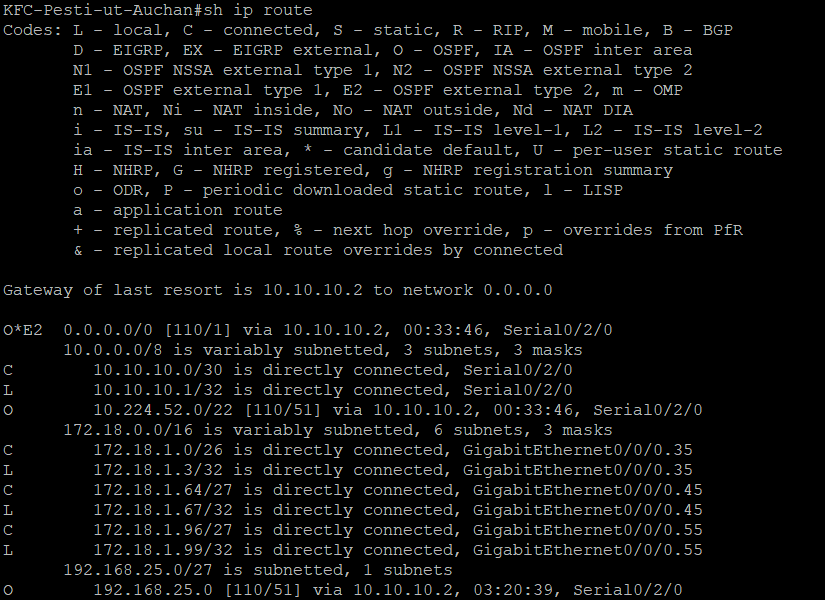 KFC-Pesti-ut-Auchan#sh ip route
Codes: L - local, C - connected, S - static, R - RIP, M - mobile, B - BGP
       D - EIGRP, EX - EIGRP external, O - OSPF, IA - OSPF inter area
       N1 - OSPF NSSA external type 1, N2 - OSPF NSSA external type 2
       E1 - OSPF external type 1, E2 - OSPF external type 2, m - OMP
       n - NAT, Ni - NAT inside, No - NAT outside, Nd - NAT DIA
       i - IS-IS, su - IS-IS summary, L1 - IS-IS level-1, L2 - IS-IS level-2
       ia - IS-IS inter area, * - candidate default, U - per-user static route
       H - NHRP, G - NHRP registered, g - NHRP registration summary
       o - ODR, P - periodic downloaded static route, l - LISP
       a - application route
       + - replicated route, % - next hop override, p - overrides from PfR
       & - replicated local route overrides by connected

Gateway of last resort is 10.10.10.2 to network 0.0.0.0

O*E2  0.0.0.0/0 [110/1] via 10.10.10.2, 00:33:46, Serial0/2/0
      10.0.0.0/8 is variably subnetted, 3 subnets, 3 masks
C        10.10.10.0/30 is directly connected, Serial0/2/0
L        10.10.10.1/32 is directly connected, Serial0/2/0
O        10.224.52.0/22 [110/51] via 10.10.10.2, 00:33:46, Serial0/2/0
      172.18.0.0/16 is variably subnetted, 6 subnets, 3 masks
C        172.18.1.0/26 is directly connected, GigabitEthernet0/0/0.35
L        172.18.1.3/32 is directly connected, GigabitEthernet0/0/0.35
C        172.18.1.64/27 is directly connected, GigabitEthernet0/0/0.45
L        172.18.1.67/32 is directly connected, GigabitEthernet0/0/0.45
C        172.18.1.96/27 is directly connected, GigabitEthernet0/0/0.55
L        172.18.1.99/32 is directly connected, GigabitEthernet0/0/0.55
      192.168.25.0/27 is subnetted, 1 subnets
O        192.168.25.0 [110/51] via 10.10.10.2, 03:20:39, Serial0/2/0